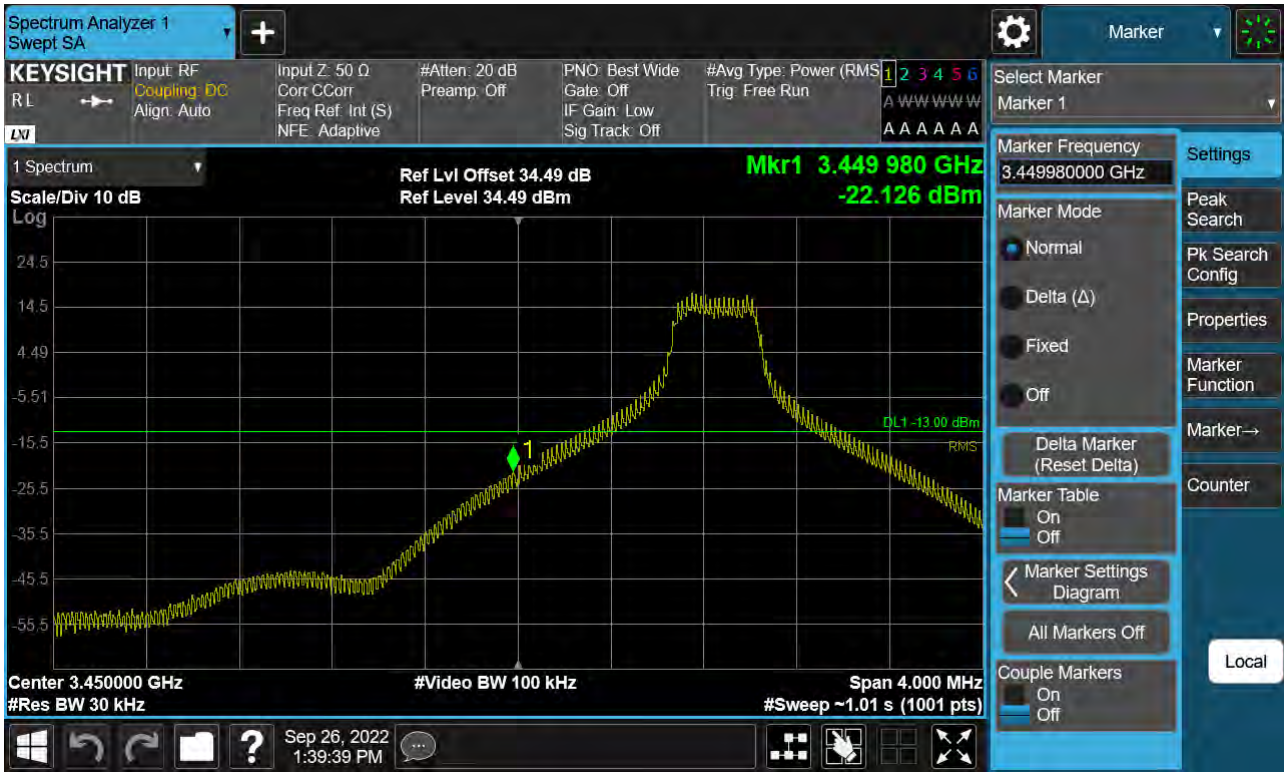 Spectrum Analyzer 1
Swept SA
Marker
KEYSIGHT
RL
LXI
Input: RF
Coupling: DC
Align: Auto
Input Z: 50 Ω
Corr CCorr
Freq Ref: Int (S)
NFE: Adaptive
#Atten: 20 dB
Preamp: Off
PNO: Best Wide
Gate: Off
IF Gain: Low
Sig Track: Off
#Avg Type: Power (RMS
Trig: Free Run
1 2 3 4 5 6
A W W W W W
A A A A A A
Select Marker
Marker 1
1 Spectrum
Scale/Div 10 dB
Log
Ref Lvl Offset 34.49 dB
Ref Level 34.49 dBm
Mkr1 3.449 980 GHz
-22.126 dBm
24.5
14.5
4.49
-5.51
-15.5
-25.5
-35.5
-45.5
-55.5
1
DL1 -13.00 dBm
RMS
Center 3.450000 GHz
#Res BW 30 kHz
#Video BW 100 kHz
Span 4.000 MHz
#Sweep ~1.01 s (1001 pts)
Marker Frequency
3.449980000 GHz
Marker Mode
Normal
Delta (Δ)
Fixed
Off
Delta Marker
(Reset Delta)
Marker Table
On
Off
Marker Settings
Diagram
All Markers Off
Couple Markers
On
Off
Settings
Peak
Search
Pk Search
Config
Properties
Marker
Function
Marker→
Counter
Local
?
Sep 26, 2022
1:39:39 PM